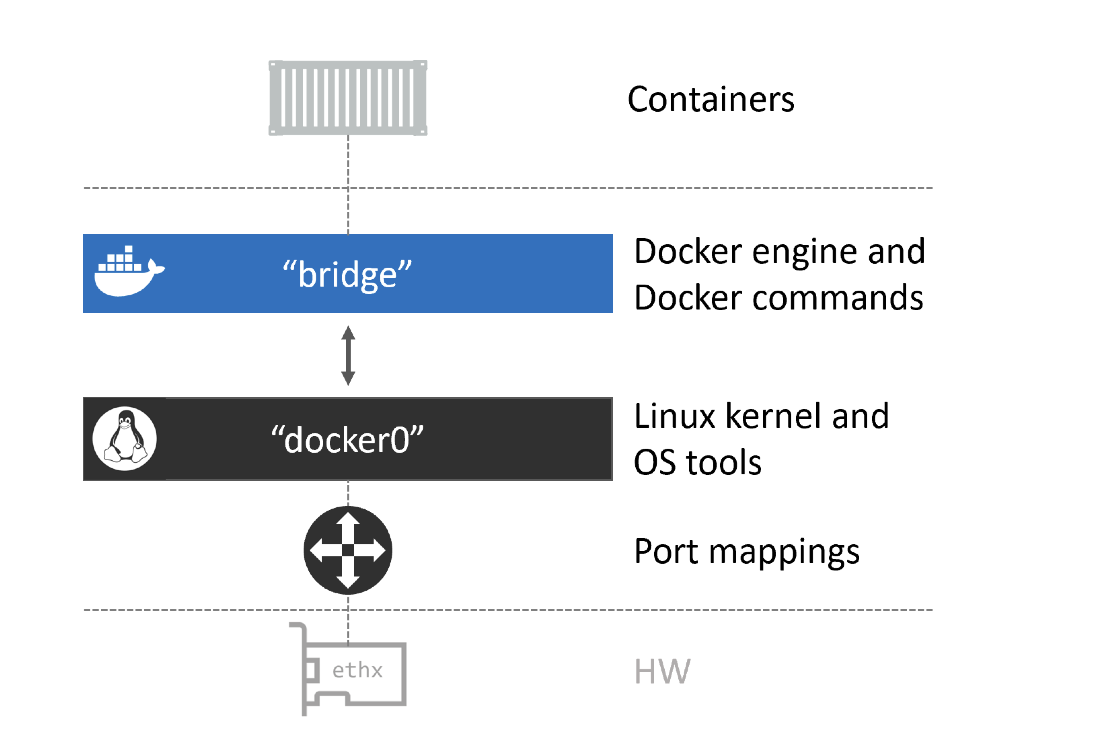 Containers
“bridge”
Docker engine and
Docker commands
“docker0”
Linux kernel and
OS tools
Port mappings
ethx
HW